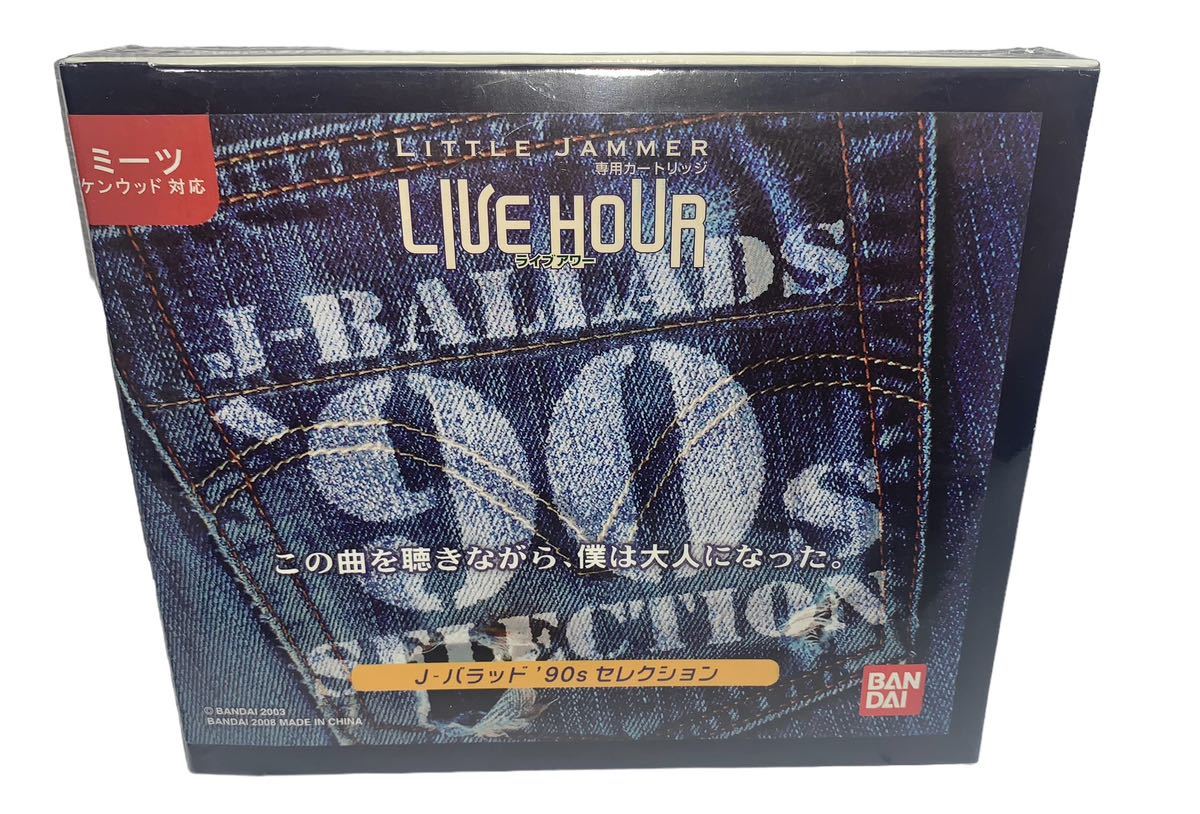 ミーツ
ケンウッド 対応
LITTLE JAMMER
専用カートリッジ
LIVE HOUR
ライブアワー
J-BALLADS
'90s
この曲を聴きながら、僕は大人になった。
SELECTION
J-バラッド '90s セレクション
BAN
DAI
© BANDAI 2003
BANDAI 2008 MADE IN CHINA